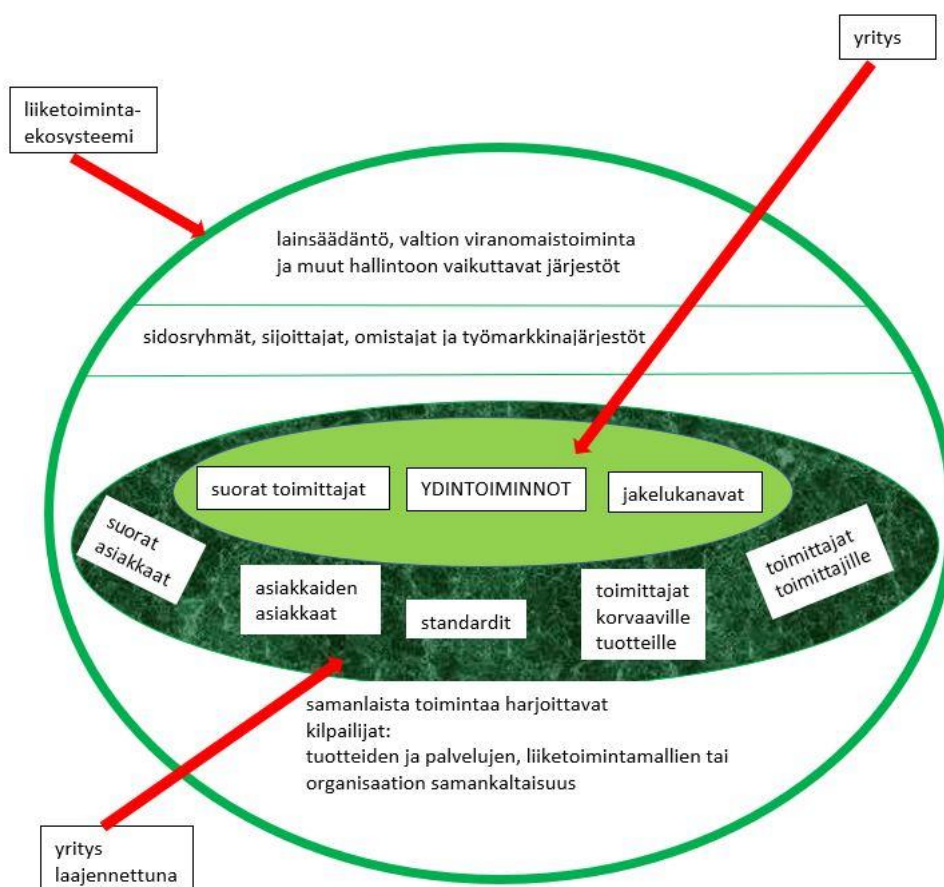 yritys
liiketoiminta-
ekosysteemi
lainsäädäntö, valtion viranomaistoiminta
ja muut hallintoon vaikuttavat järjestöt
sidosryhmät, sijoittajat, omistajat ja työmarkkinajärjestöt
suorat toimittajat
YDINTOIMINNOT
jakelukanavat
suorat
asiakkaat
asiakkaiden
asiakkaat
standardit
toimittajat
korvaaville
tuotteille
toimittajat
toimittajille
samanlaista toimintaa harjoittavat
kilpailijat:
tuotteiden ja palvelujen, liiketoimintamallien tai
organisaation samankaltaisuus
yritys
laajennettuna